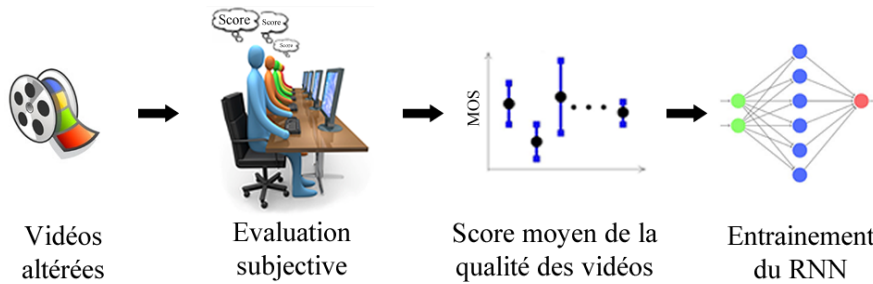 Score
Score
Score
MOS
Vidéos
altérées
Evaluation
subjective
Score moyen de la
qualité des vidéos
Entrainement
du RNN